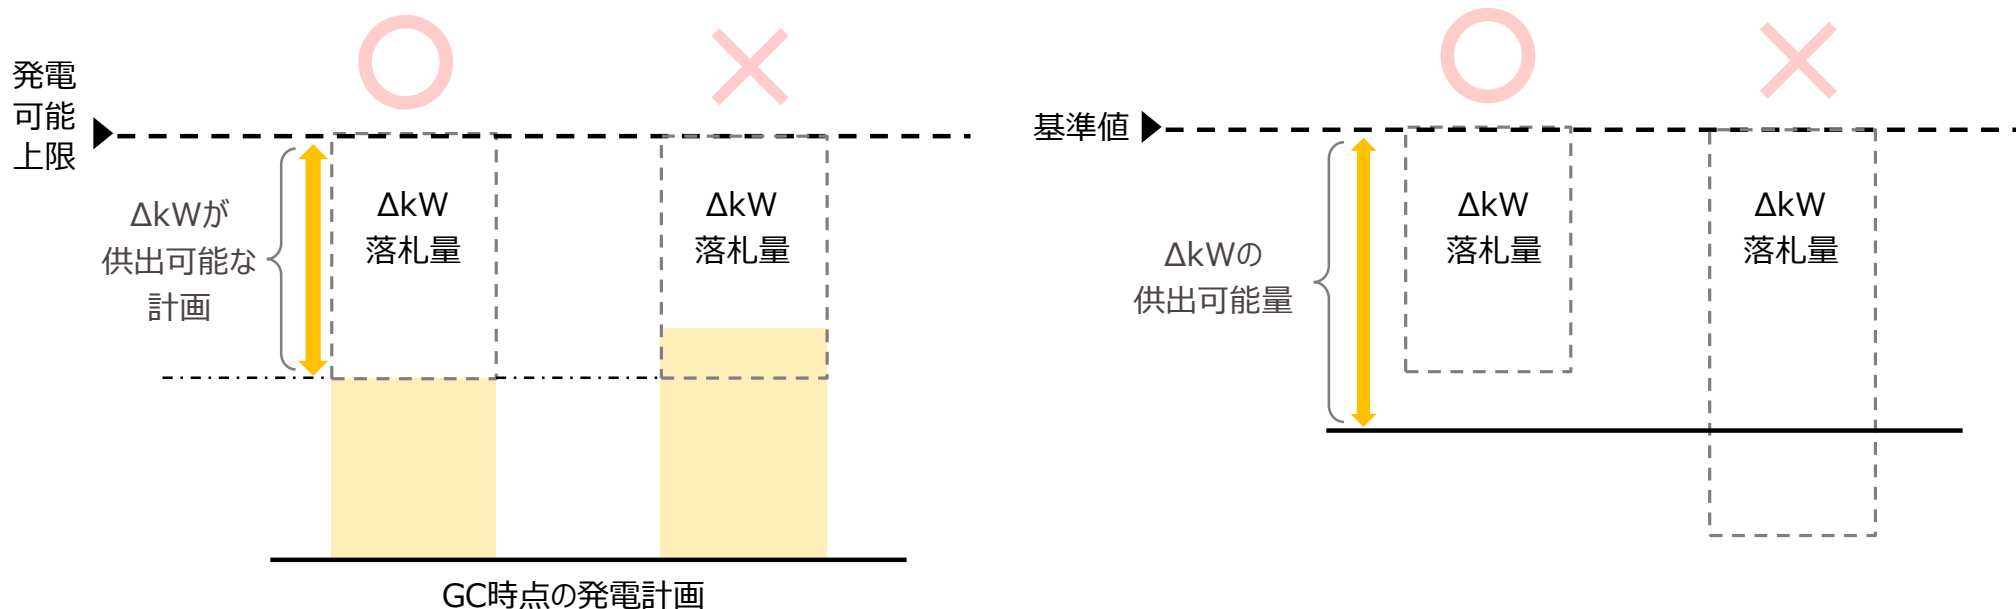 発電
可能
上限
ΔkWが
供出可能な
計画
ΔkW
落札量
ΔkW
落札量
GC時点の発電計画
基準値
ΔkWの
供出可能量
ΔkW
落札量
ΔkW
落札量